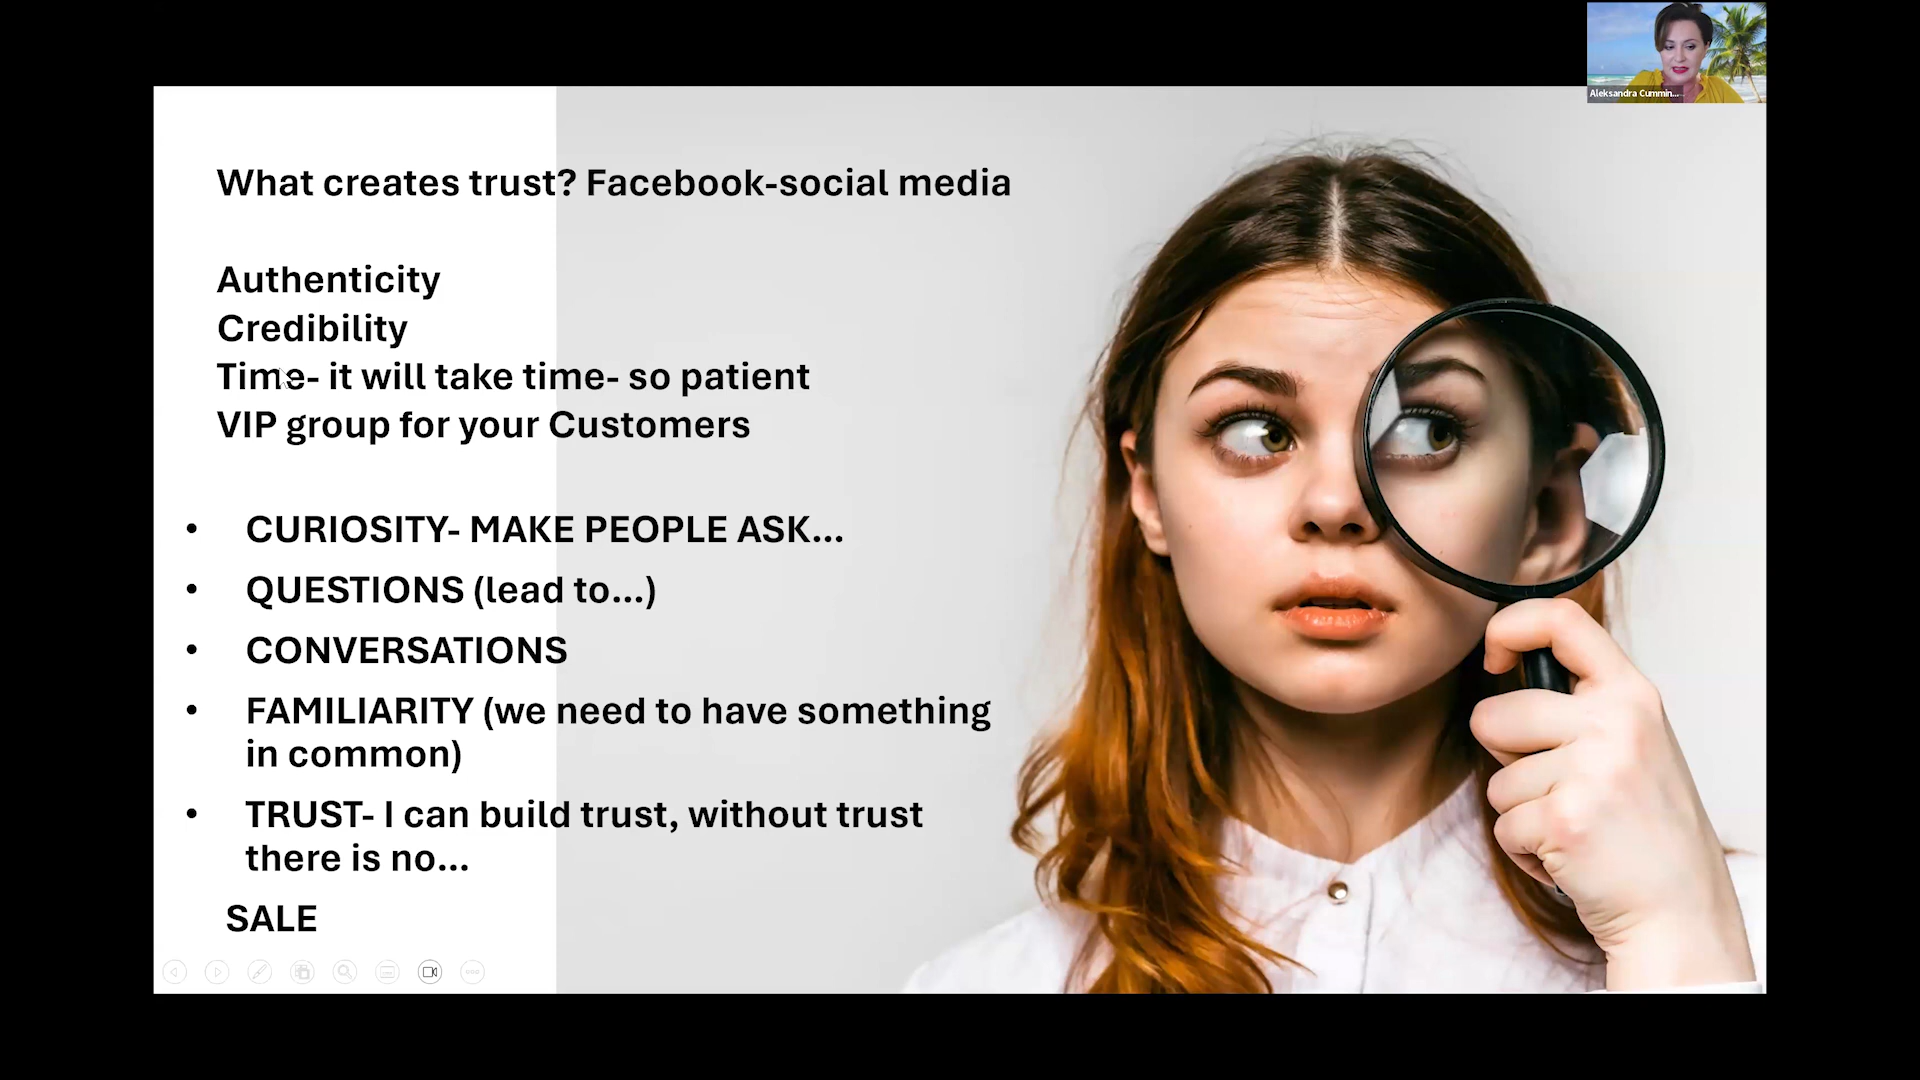 Aleksandra Cummin...
What creates trust? Facebook-social media
Authenticity
Credibility
Time- it will take time- so patient
VIP group for your Customers
• CURIOSITY- MAKE PEOPLE ASK...
• QUESTIONS (lead to...)
• CONVERSATIONS
• FAMILIARITY (we need to have something
in common)
• TRUST- I can build trust, without trust
there is no...
SALE